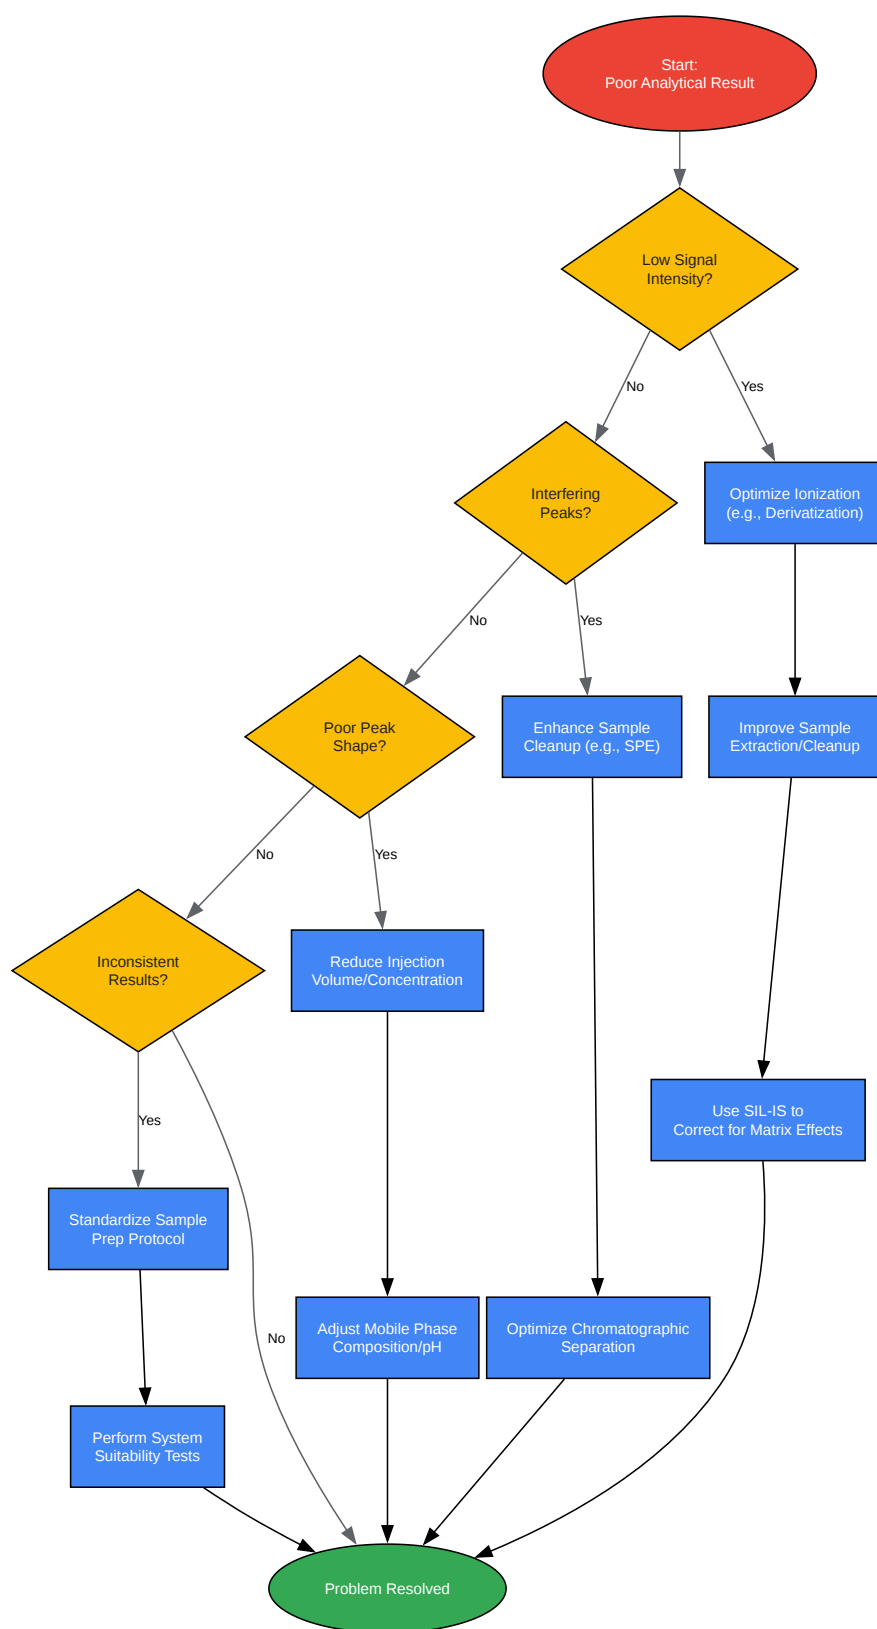 Start:
Poor Analytical Result
Low Signal
Intensity?
No
Yes
Interfering
Peaks?
Optimize Ionization
(e.g., Derivatization)
No
Yes
Poor Peak
Shape?
Enhance Sample
Cleanup (e.g., SPE)
Improve Sample
Extraction/Cleanup
No
Yes
Inconsistent
Results?
Reduce Injection
Volume/Concentration
Use SIL-IS to
Correct for Matrix Effects
Yes
Standardize Sample
Prep Protocol
No
Adjust Mobile Phase
Composition/pH
Optimize Chromatographic
Separation
Perform System
Suitability Tests
Problem Resolved